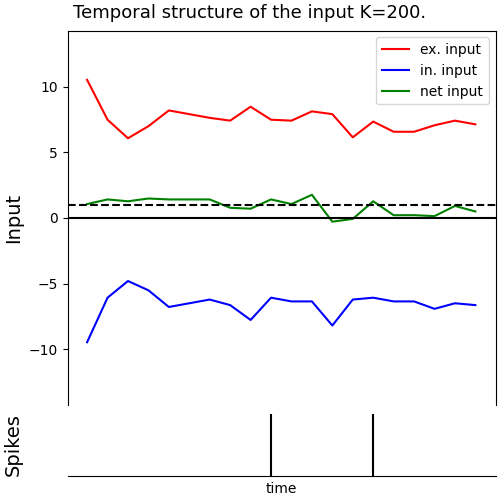 Temporal structure of the input K=200.
ex. input
in. input
net input
10
5
0
−5
−10
Input
Spikes
time